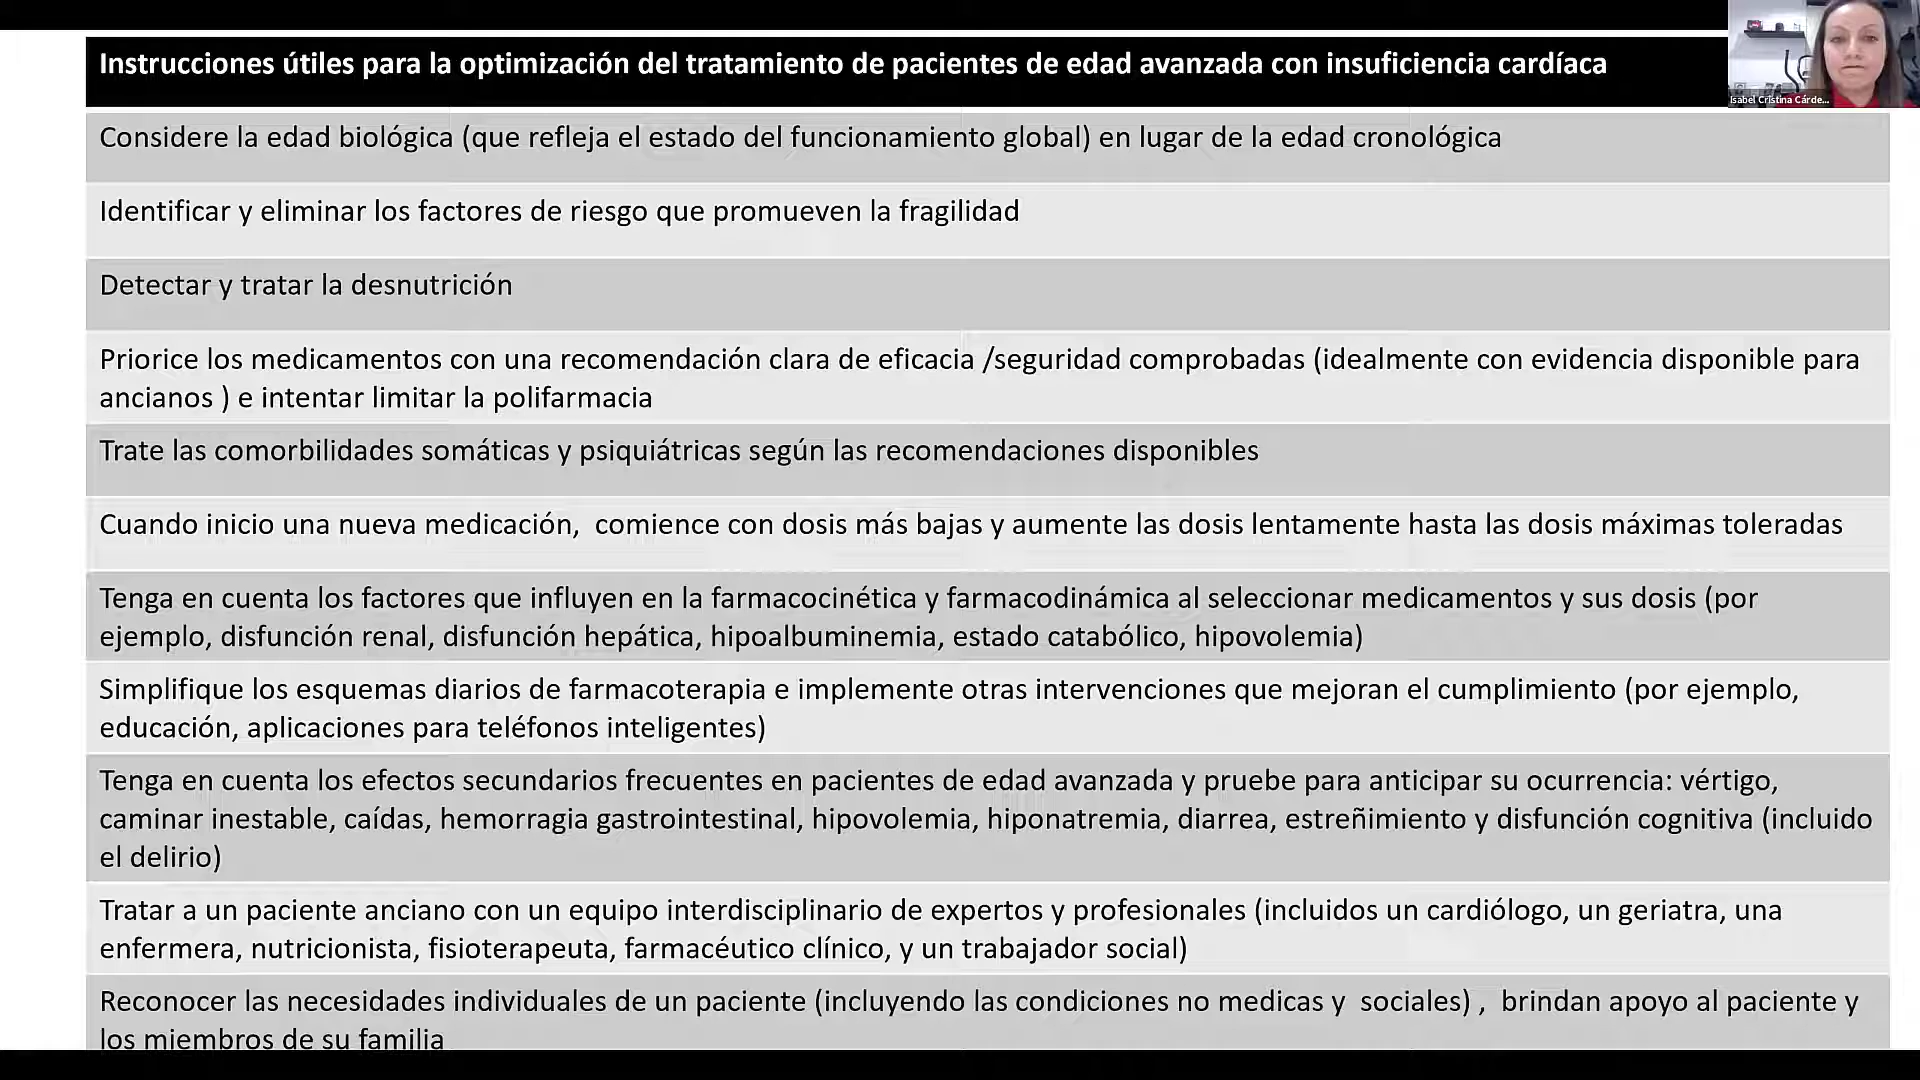 Instrucciones útiles para la optimización del tratamiento de pacientes de edad avanzada con insuficiencia cardíaca
Isabel Cristina Cárde...
Considere la edad biológica (que refleja el estado del funcionamiento global) en lugar de la edad cronológica
Identificar y eliminar los factores de riesgo que promueven la fragilidad
Detectar y tratar la desnutrición
Priorice los medicamentos con una recomendación clara de eficacia /seguridad comprobadas (idealmente con evidencia disponible para
ancianos ) e intentar limitar la polifarmacia
Trate las comorbilidades somáticas y psiquiátricas según las recomendaciones disponibles
Cuando inicio una nueva medicación,  comience con dosis más bajas y aumente las dosis lentamente hasta las dosis máximas toleradas
Tenga en cuenta los factores que influyen en la farmacocinética y farmacodinámica al seleccionar medicamentos y sus dosis (por
ejemplo, disfunción renal, disfunción hepática, hipoalbuminemia, estado catabólico, hipovolemia)
Simplifique los esquemas diarios de farmacoterapia e implemente otras intervenciones que mejoran el cumplimiento (por ejemplo,
educación, aplicaciones para teléfonos inteligentes)
Tenga en cuenta los efectos secundarios frecuentes en pacientes de edad avanzada y pruebe para anticipar su ocurrencia: vértigo,
caminar inestable, caídas, hemorragia gastrointestinal, hipovolemia, hiponatremia, diarrea, estreñimiento y disfunción cognitiva (incluido
el delirio)
Tratar a un paciente anciano con un equipo interdisciplinario de expertos y profesionales (incluidos un cardiólogo, un geriatra, una
enfermera, nutricionista, fisioterapeuta, farmacéutico clínico, y un trabajador social)
Reconocer las necesidades individuales de un paciente (incluyendo las condiciones no medicas y  sociales) ,  brindan apoyo al paciente y
los miembros de su familia